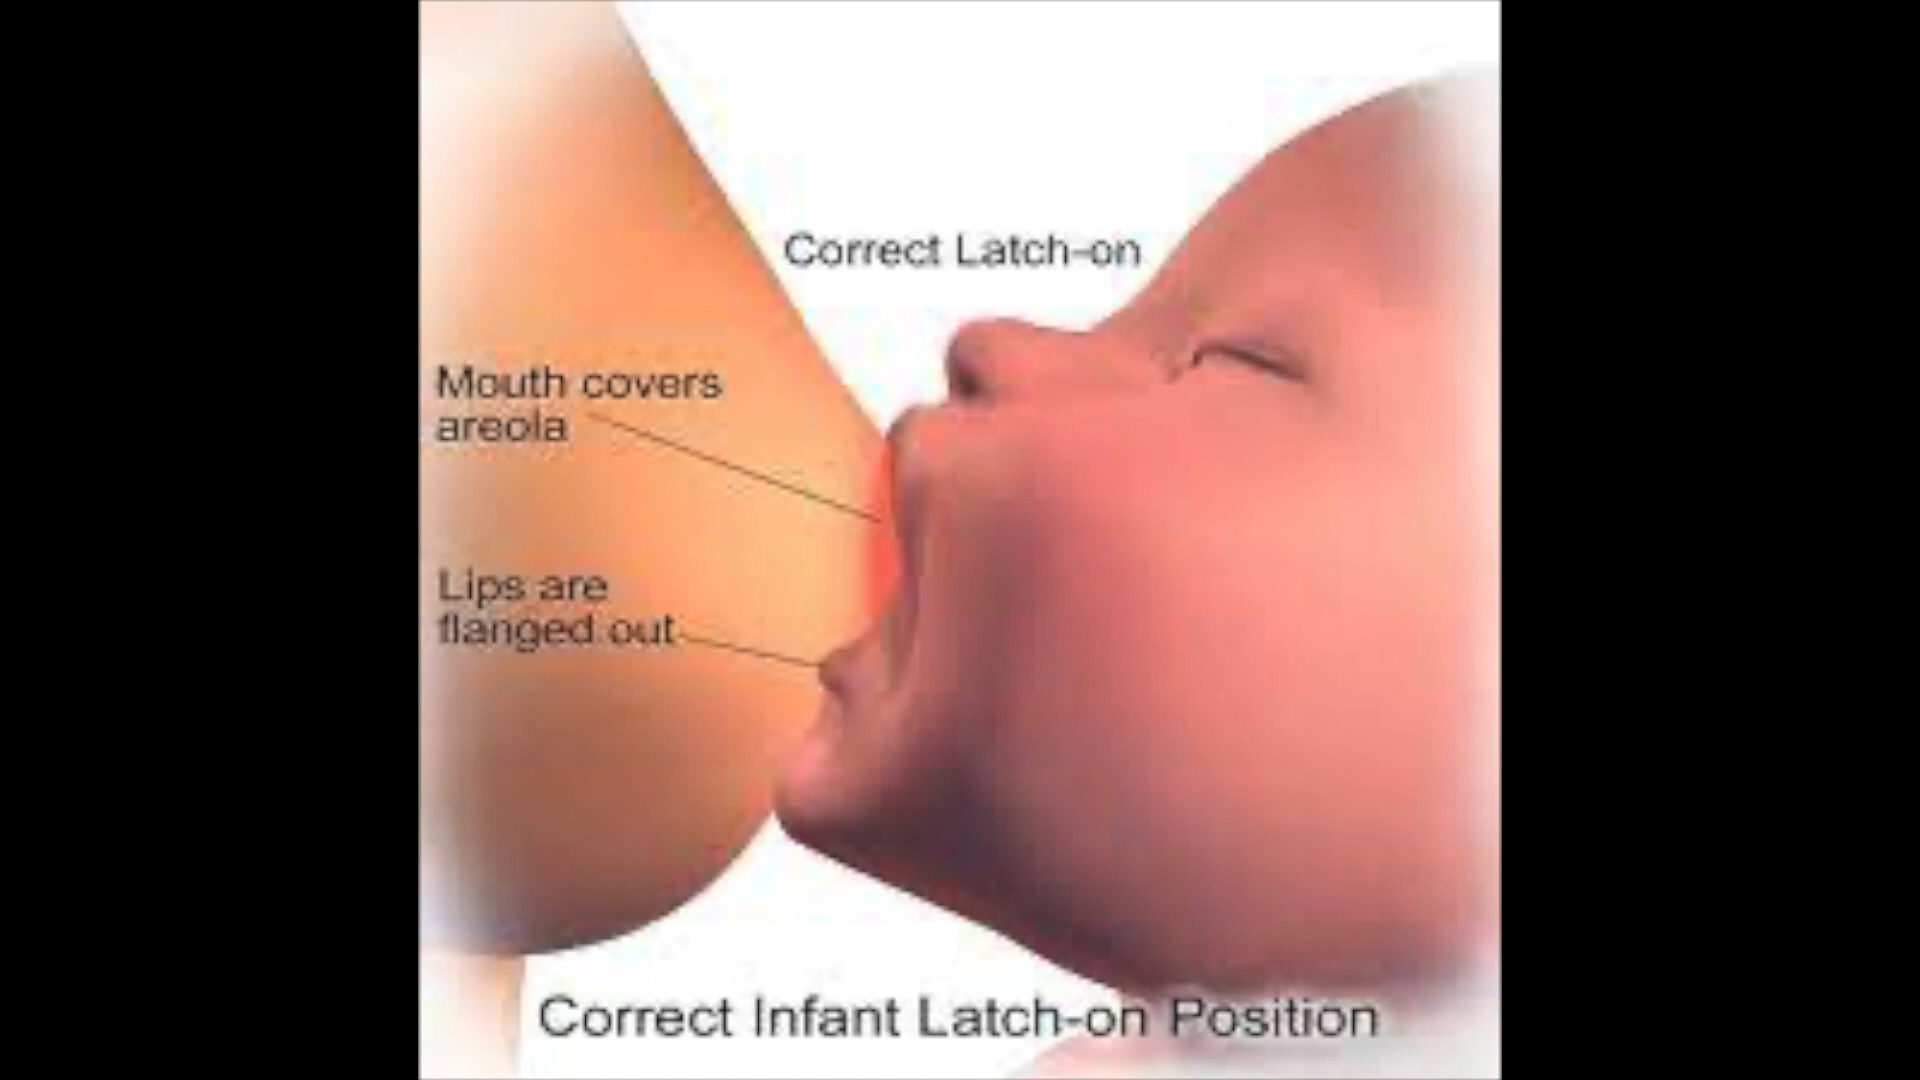 Correct Latch-on
Mouth covers
areola
Lips are
flanged out
Correct Infant Latch-on Position